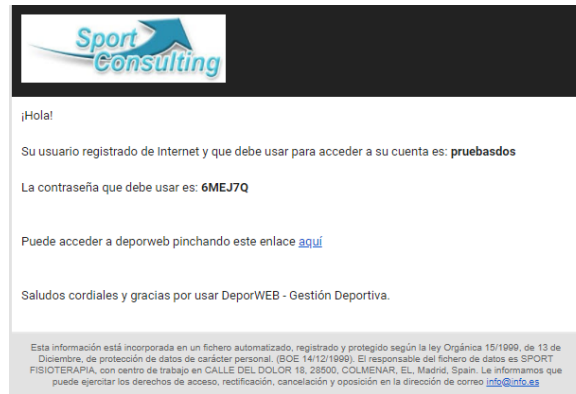 Sport
Consulting
¡Hola!
Su usuario registrado de Internet y que debe usar para acceder a su cuenta es: pruebasdos
La contraseña que debe usar es: 6MEJ7Q
Puede acceder a deporweb pinchando este enlace aquí
Saludos cordiales y gracias por usar DeporWEB - Gestión Deportiva.
Esta información está incorporada en un fichero automatizado, registrado y protegido según la ley Orgánica 15/1999, de 13 de
Diciembre, de protección de datos de carácter personal. (BOE 14/12/1999). El responsable del fichero de datos es SPORT
FISIOTERAPIA, con centro de trabajo en CALLE DEL DOLOR 18, 28500, COLMENAR, EL, Madrid, Spain. Le informamos que
puede ejercitar los derechos de acceso, rectificación, cancelación y oposición en la dirección de correo info@info.es